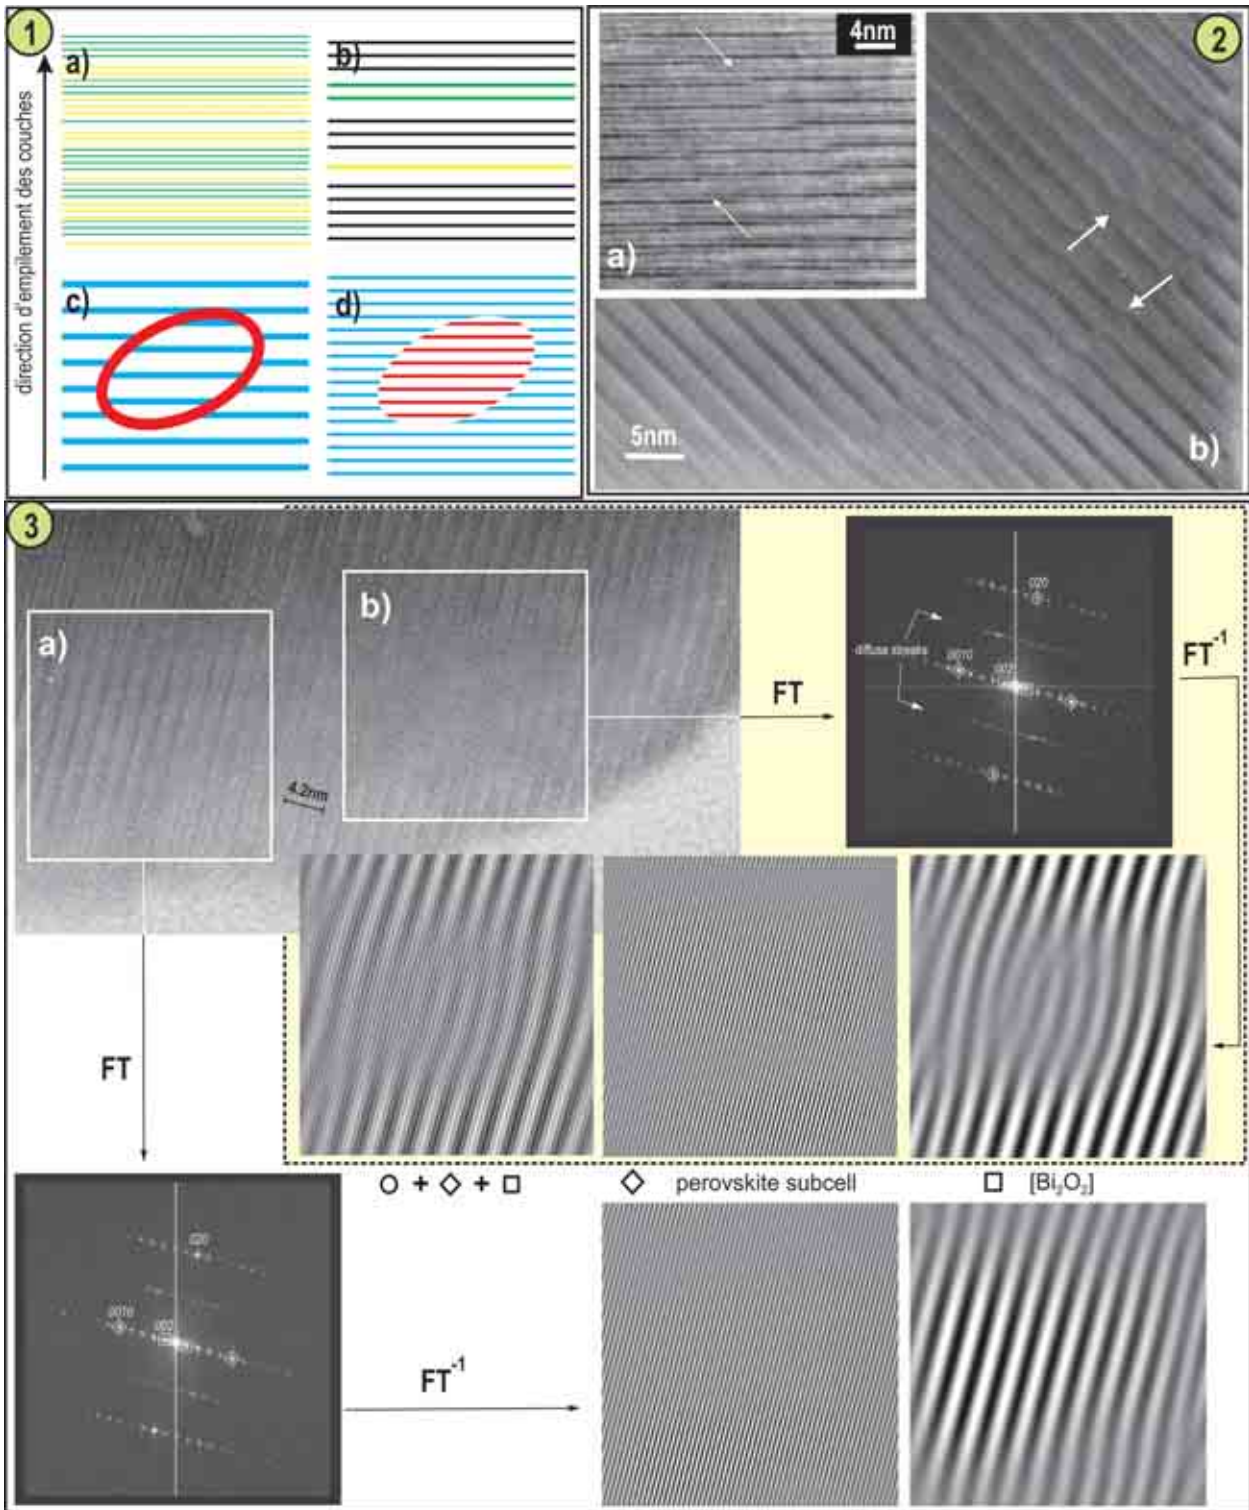 1
direction d'empilement des couches
a)
b)
c)
d)
2
4nm
a)
5nm
b)
3
a)
b)
4.2nm
FT
020
diffuse streaks
0010
002
FT⁻¹
FT
○ + ◇ + □
◇ perovskite subcell
□ [Bi₂O₂]
020
0010
002
FT⁻¹